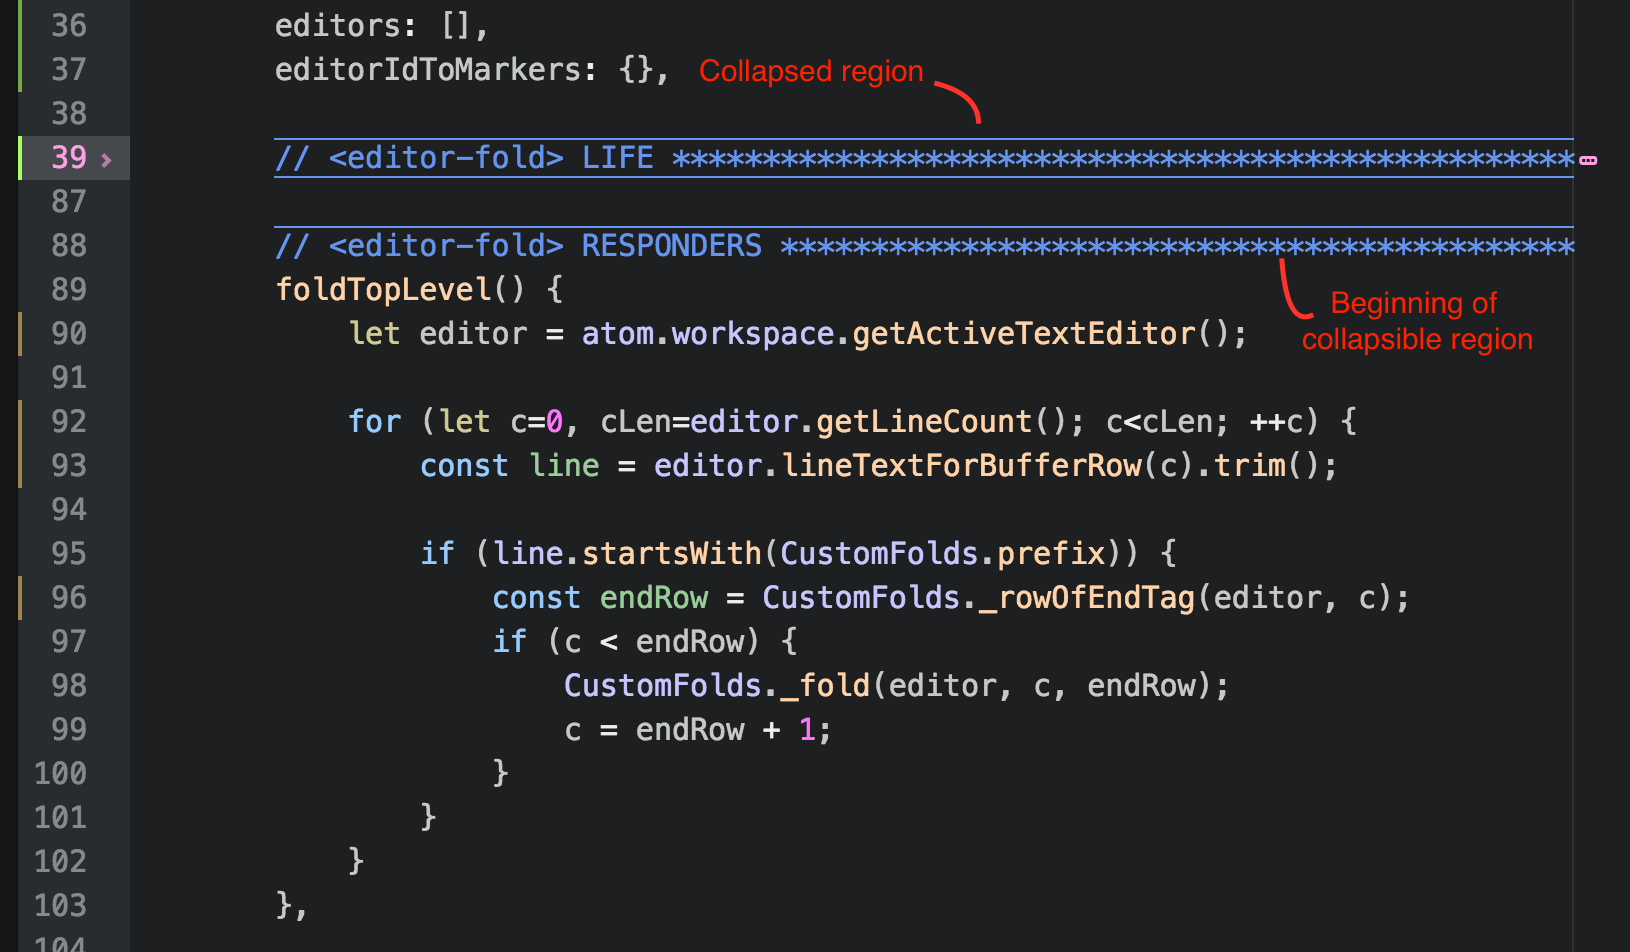 36 editors: [],
37 editorIdToMarkers: {}, Collapsed region
38
39 // <editor-fold> LIFE **************************************************
87
88 // <editor-fold> RESPONDERS ********************************************
89 foldTopLevel() {
90 let editor = atom.workspace.getActiveTextEditor();
Beginning of
collapsible region
91
92 for (let c=0, cLen=editor.getLineCount(); c<cLen; ++c) {
93 const line = editor.lineTextForBufferRow(c).trim();
94
95 if (line.startsWith(CustomFolds.prefix)) {
96 const endRow = CustomFolds._rowOfEndTag(editor, c);
97 if (c < endRow) {
98 CustomFolds._fold(editor, c, endRow);
99 c = endRow + 1;
100 }
101 }
102 }
103 },
104